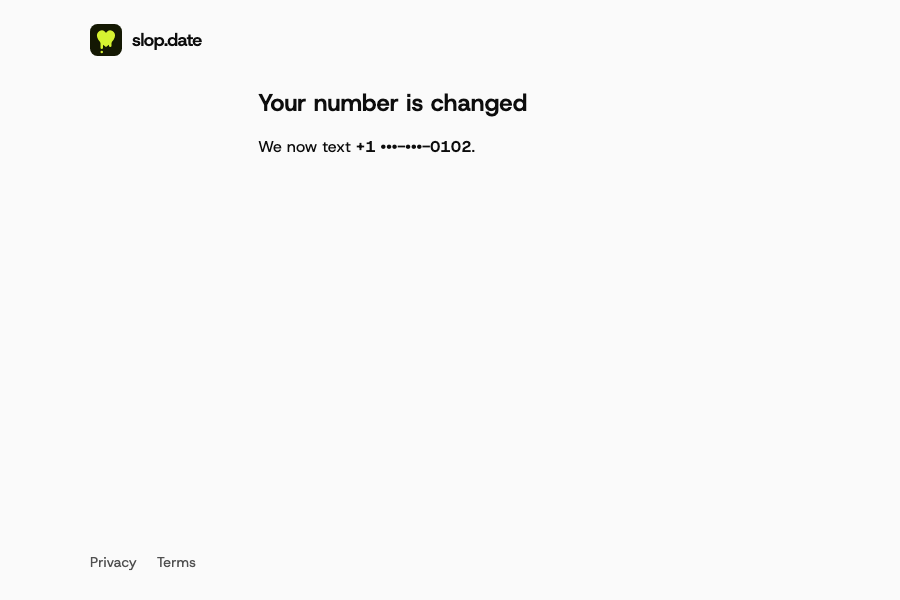 slop.date
Your number is changed
We now text +1 •••–•••–0102.
Privacy Terms